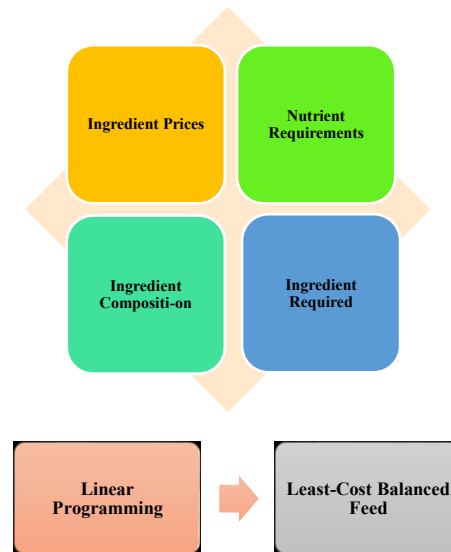 Ingredient Prices
Nutrient
Requirements
Ingredient
Compositi-on
Ingredient
Required
Linear
Programming
Least-Cost Balanced
Feed